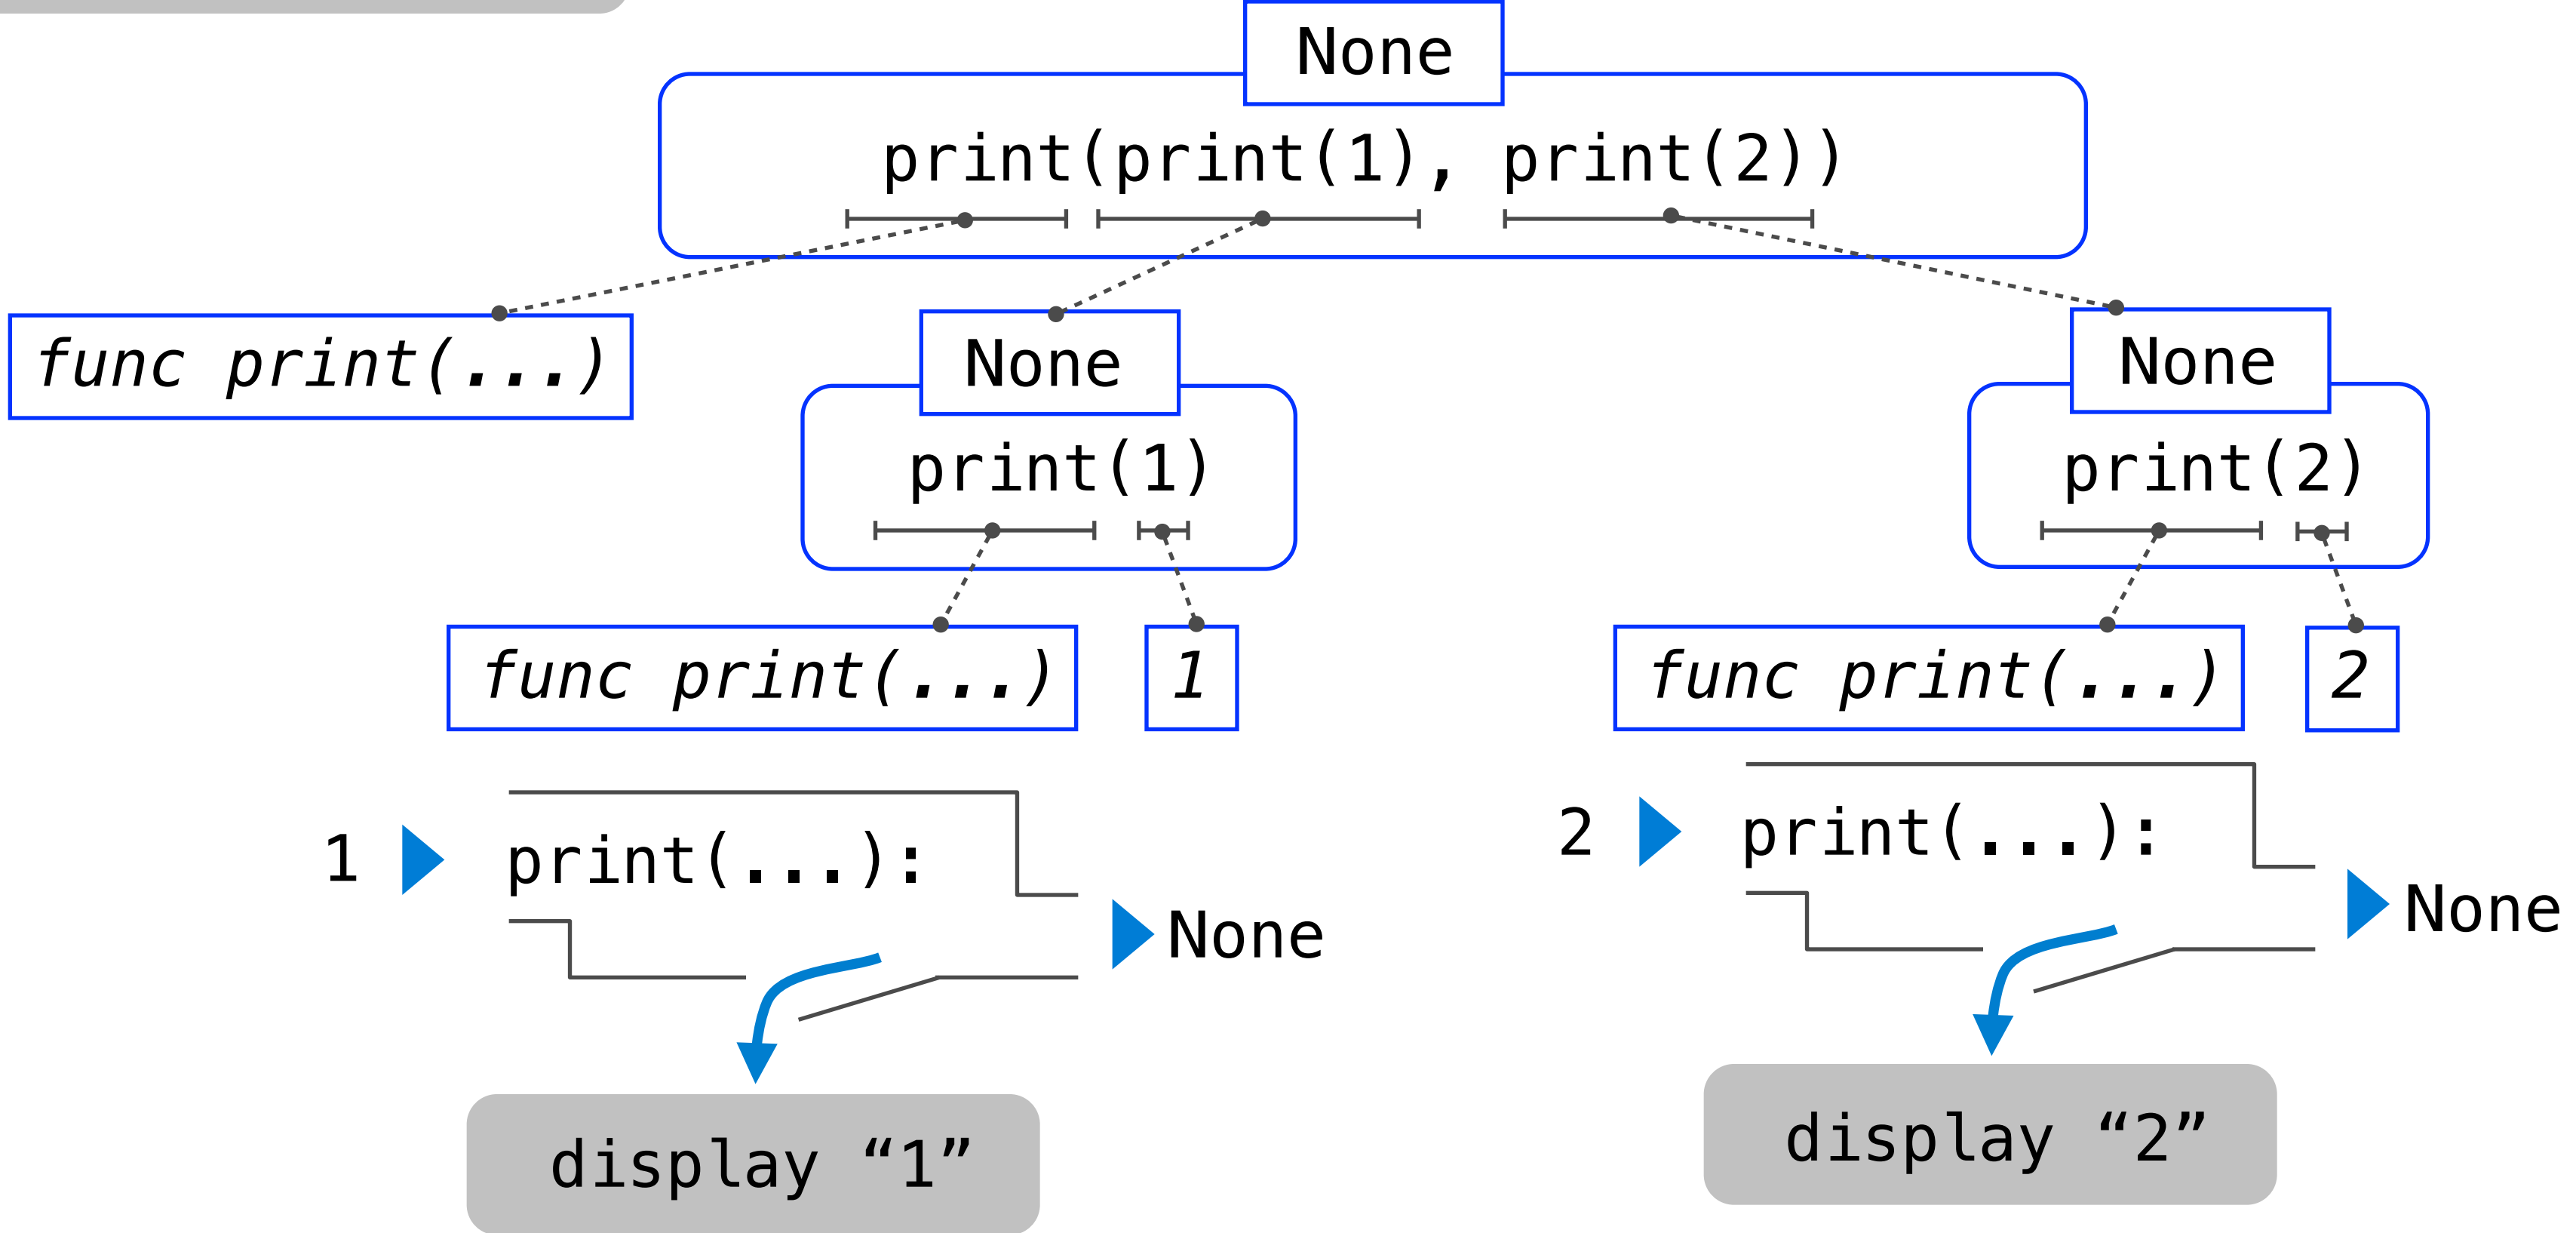 None
print(print(1), print(2))
func print(...)
None
None
print(1)
print(2)
func print(...)
1
func print(...)
2
1
print(...):
None
2
print(...):
None
display “1”
display “2”